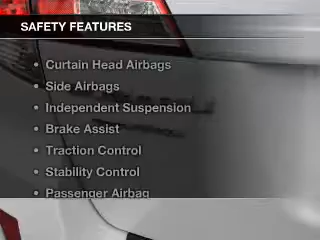 SAFETY FEATURES
• Curtain Head Airbags
• Side Airbags
• Independent Suspension
• Brake Assist
• Traction Control
• Stability Control
• Passenger Airbag